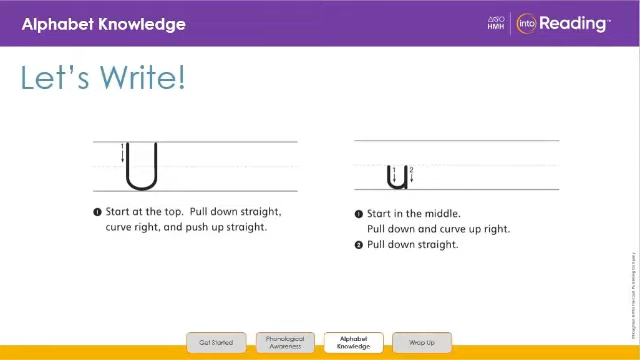 Alphabet Knowledge
HMH
into Reading™
Let's Write!
1
U
1 2
u
1 Start at the top. Pull down straight,
curve right, and push up straight.
1 Start in the middle.
Pull down and curve up right.
2 Pull down straight.
Get Started
Phonological
Awareness
Alphabet
Knowledge
Wrap Up